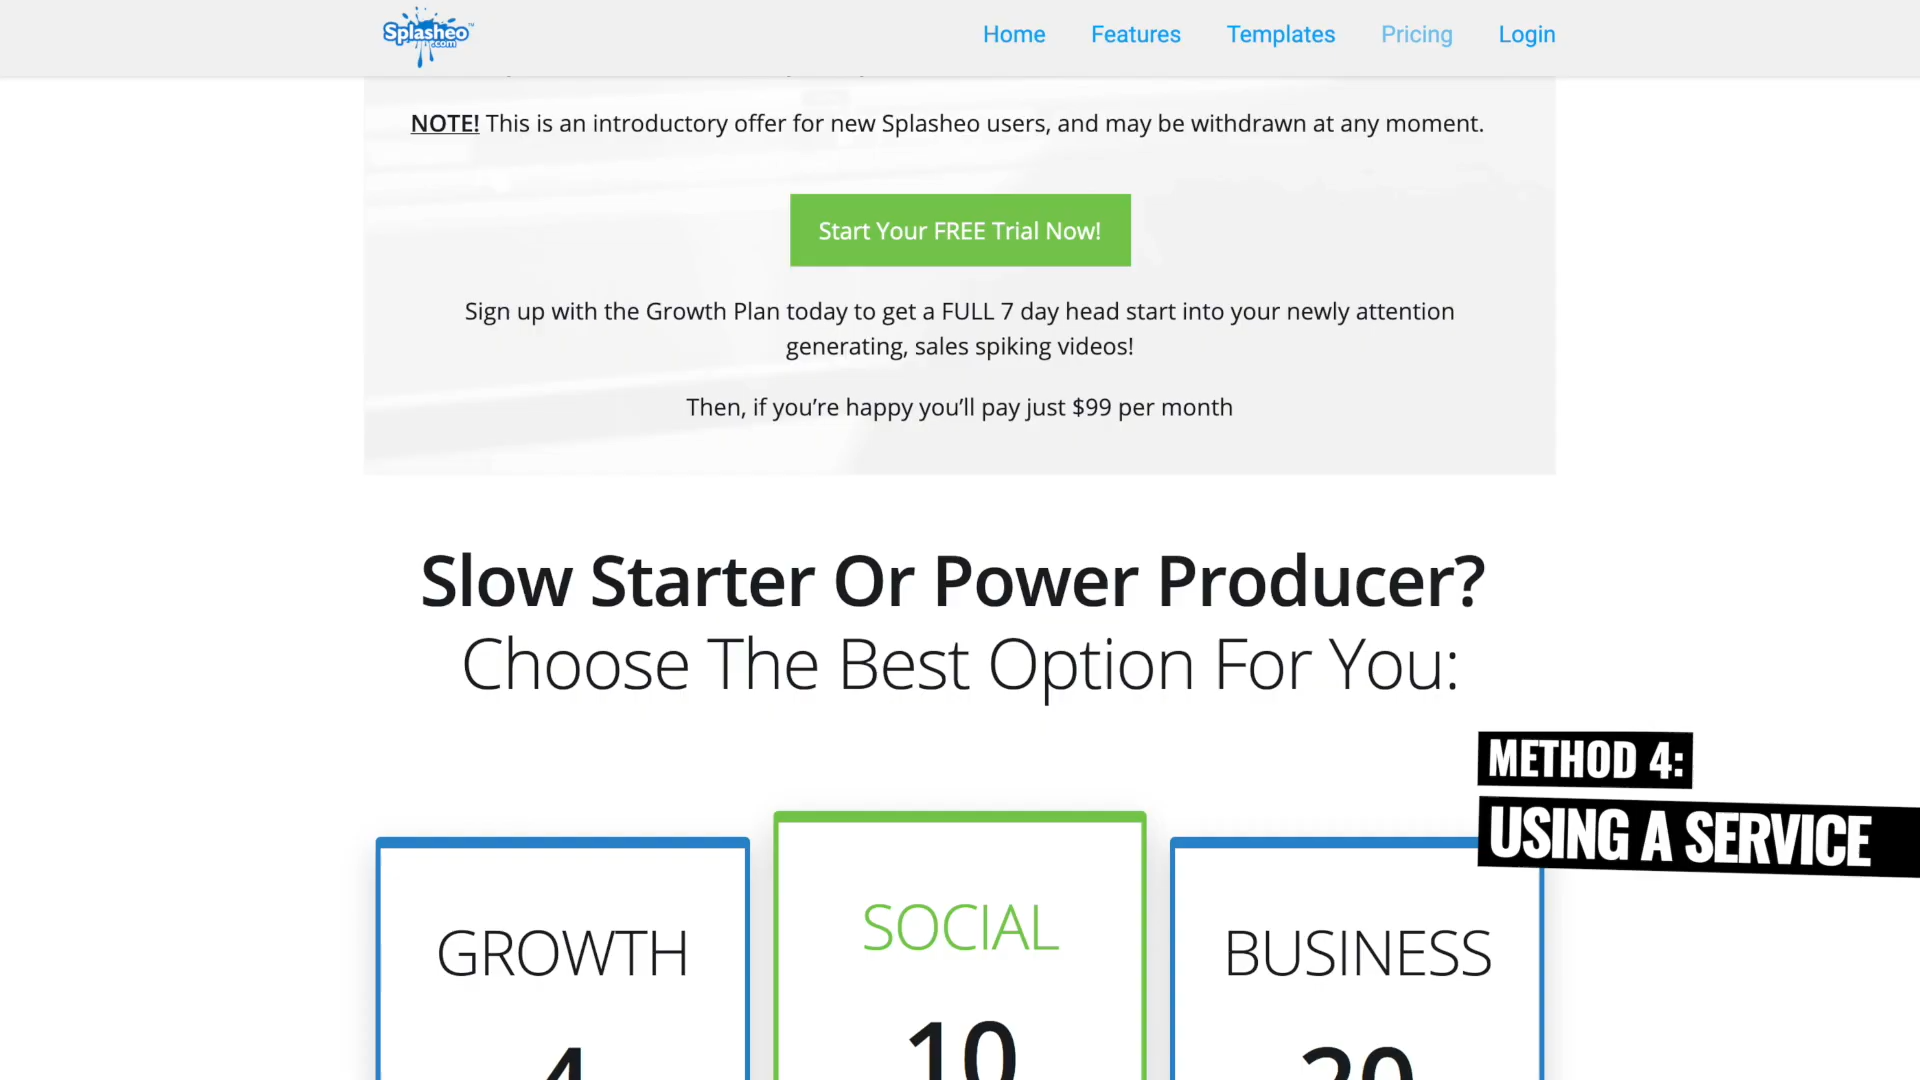 Splasheo™
.com
Home
Features
Templates
Pricing
Login
NOTE! This is an introductory offer for new Splasheo users, and may be withdrawn at any moment.
Start Your FREE Trial Now!
Sign up with the Growth Plan today to get a FULL 7 day head start into your newly attention
generating, sales spiking videos!
Then, if you’re happy you’ll pay just $99 per month
Slow Starter Or Power Producer?
Choose The Best Option For You:
METHOD 4:
USING A SERVICE
GROWTH
SOCIAL
BUSINESS
4
10
20